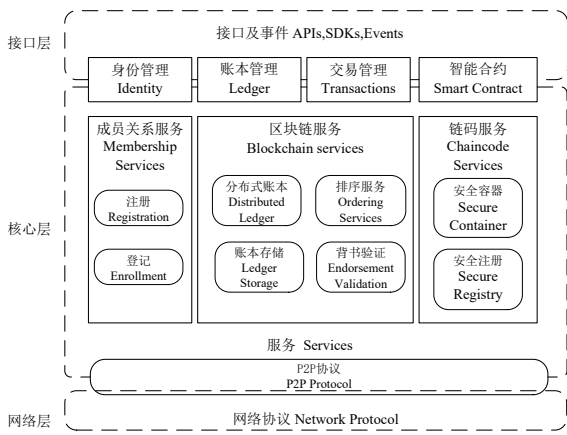 接口层
接口及事件 APIs,SDKs,Events
身份管理
Identity
账本管理
Ledger
交易管理
Transactions
智能合约
Smart Contract
核心层
成员关系服务
Membership
Services
注册
Registration
登记
Enrollment
区块链服务
Blockchain services
分布式账本
Distributed
Ledger
排序服务
Ordering
Services
账本存储
Ledger
Storage
背书验证
Endorsement
Validation
链码服务
Chaincode
Services
安全容器
Secure
Container
安全注册
Secure
Registry
服务 Services
P2P协议
P2P Protocol
网络层
网络协议 Network Protocol